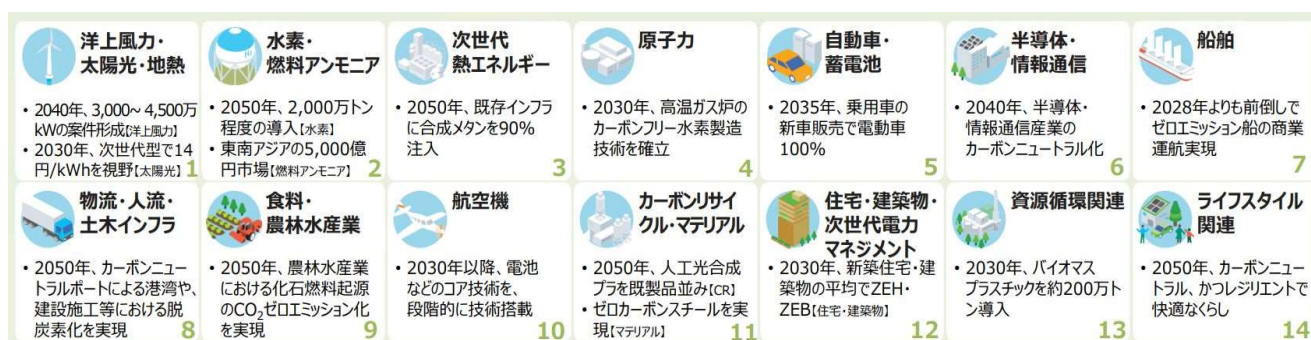 洋上風力・
太陽光・地熱
・2040年、3,000~ 4,500万
kWの案件形成【洋上風力】
・2030年、次世代型で14
円/kWhを視野【太陽光】
1
水素・
燃料アンモニア
・2050年、2,000万トン
程度の導入【水素】
・東南アジアの5,000億
円市場【燃料アンモニア】
2
次世代
熱エネルギー
・2050年、既存インフラ
に合成メタンを90%
注入
3
原子力
・2030年、高温ガス炉の
カーボンフリー水素製造
技術を確立
4
自動車・
蓄電池
・2035年、乗用車の
新車販売で電動車
100%
5
半導体・
情報通信
・2040年、半導体・
情報通信産業の
カーボンニュートラル化
6
船舶
・2028年よりも前倒しで
ゼロエミッション船の商業
運航実現
7
物流・人流・
土木インフラ
・2050年、カーボンニュー
トラルポートによる港湾や、
建設施工等における脱
炭素化を実現
8
食料・
農林水産業
・2050年、農林水産業
における化石燃料起源
のCO₂ゼロエミッション化
を実現
9
航空機
・2030年以降、電池
などのコア技術を、
段階的に技術搭載
10
カーボンリサイ
クル・マテリアル
・2050年、人工光合成
プラを既製品並み【CR】
・ゼロカーボンスチールを実
現【マテリアル】
11
住宅・建築物・
次世代電力
マネジメント
・2030年、新築住宅・建
築物の平均でZEH・
ZEB【住宅・建築物】
12
資源循環関連
・2030年、バイオマス
プラスチックを約200万ト
ン導入
13
ライフスタイル
関連
・2050年、カーボンニュー
トラル、かつレジリエントで
快適なくらし
14